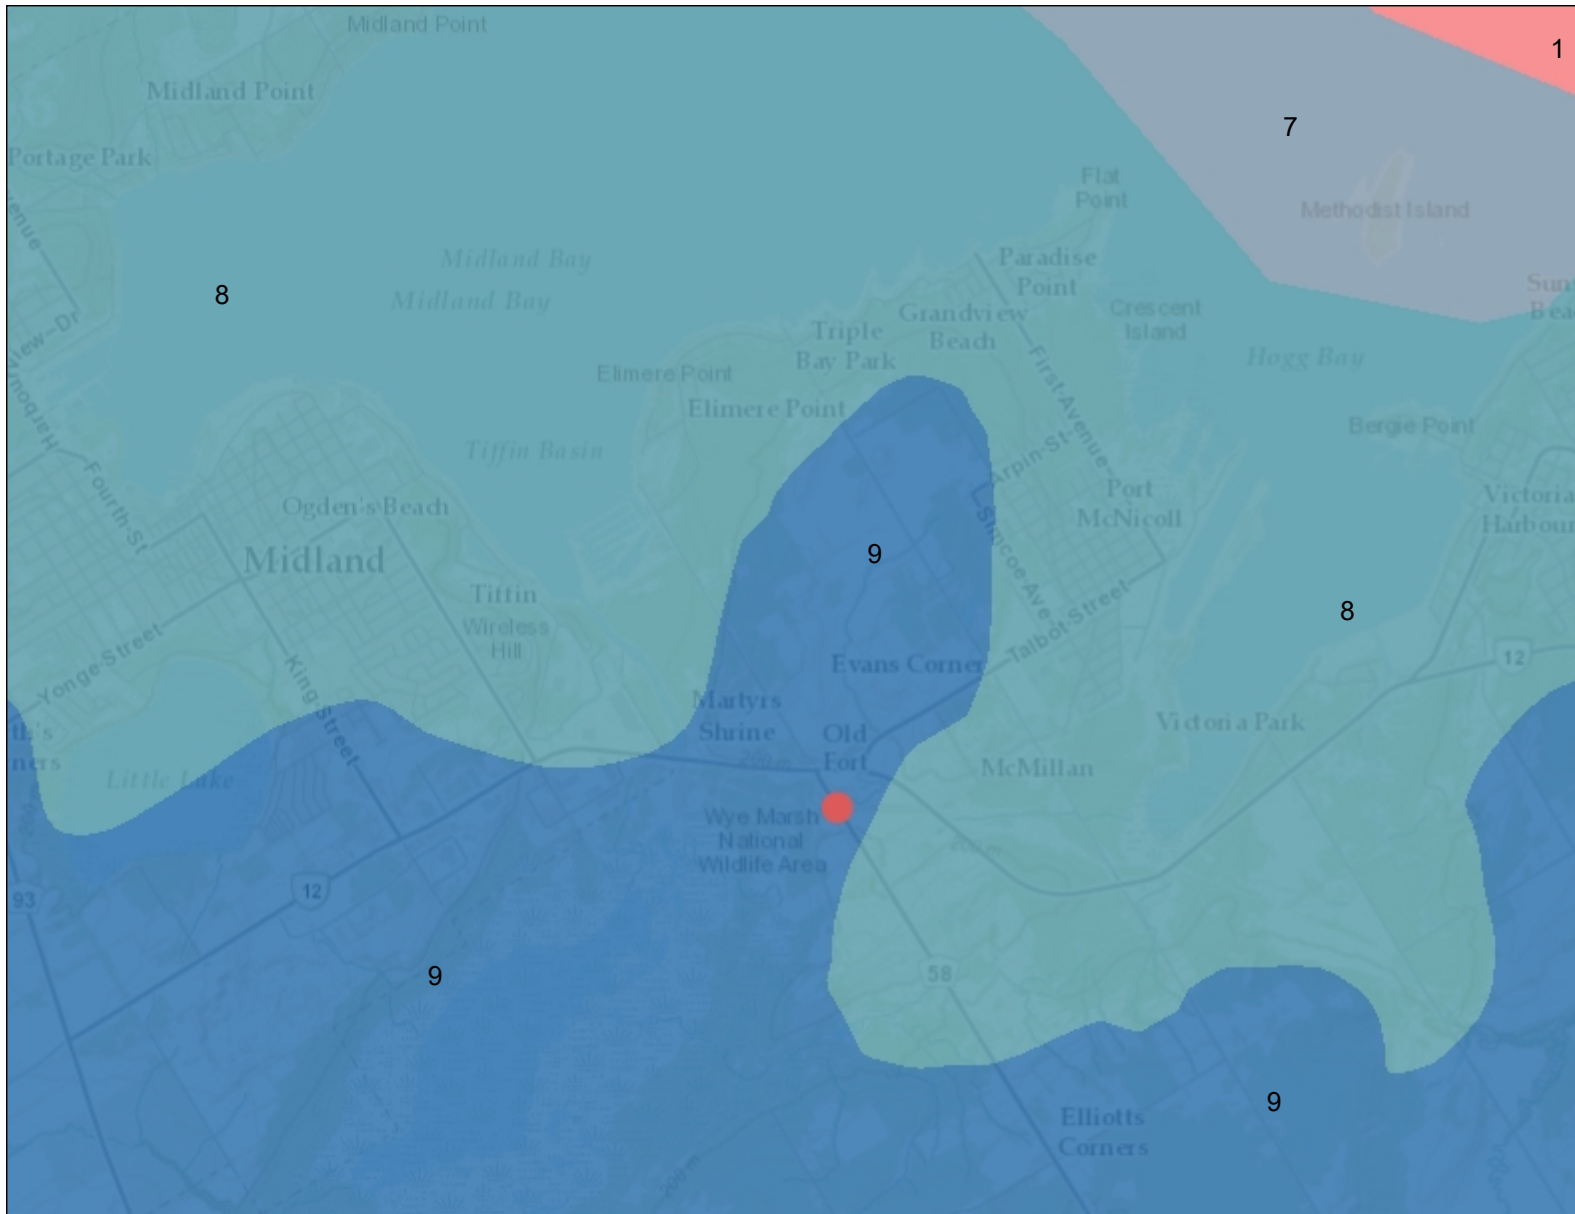 Midland Point
1
Midland Point
7
Portage Park
Flat
Point
Methodist Island
Midland Bay
Paradise
Point
8
Midland Bay
Crescent
Island
Grandview
Beach
Triple
Bay Park
Hogg Bay
Elimere Point
Elimere Point
First Avenue
Bergie Point
Fourth St
Tiffin Basin
Arpin St
Ogden's Beach
Port
McNicoll
Victoria
Harbour
Midland
9
Simcoe Ave
Tiffin
Wireless
Hill
8
Talbot Street
Yonge Street
King Street
Evans Corner
12
Martyrs
Shrine
Old
Fort
Victoria Park
200 m
McMillan
Little Lake
Wye Marsh
National
Wildlife Area
93
12
9
58
9
Elliotts
Corners
200 m